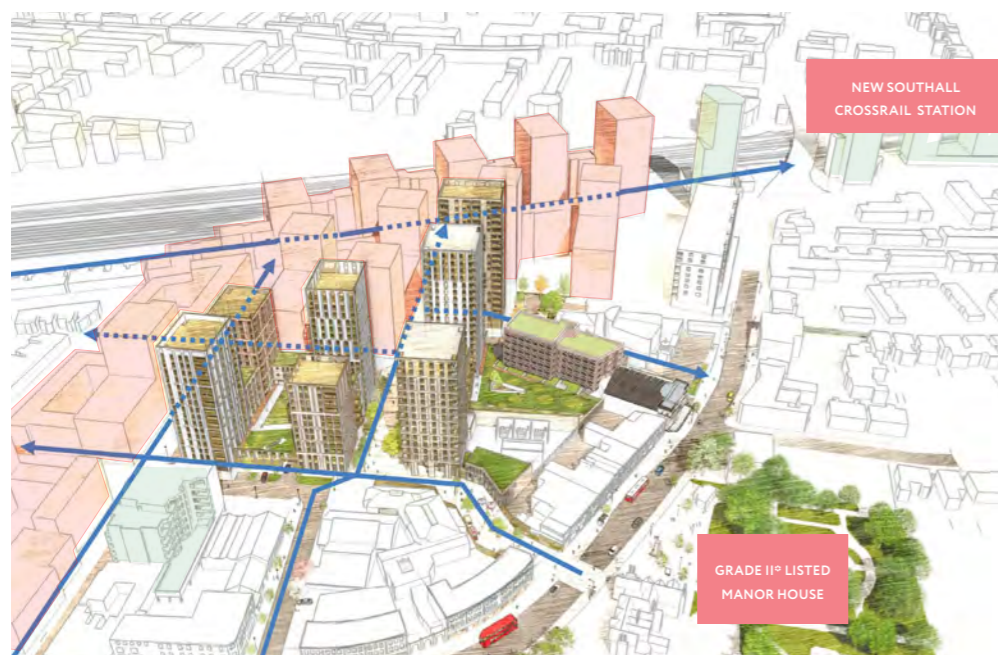 NEW SOUTHALL
CROSSRAIL STATION
GRADE II* LISTED
MANOR HOUSE